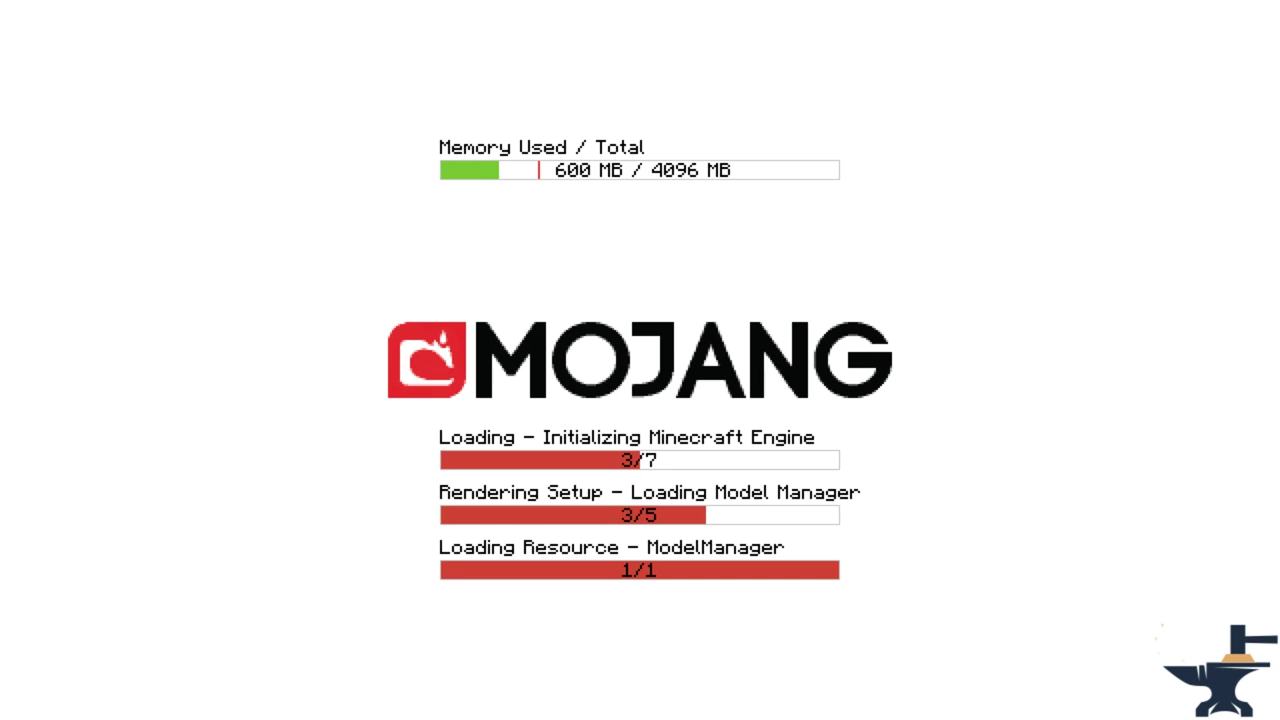 Memory Used / Total
600 MB / 4096 MB
MOJANG
Loading - Initializing Minecraft Engine
3/7
Rendering Setup - Loading Model Manager
3/5
Loading Resource - ModelManager
1/1